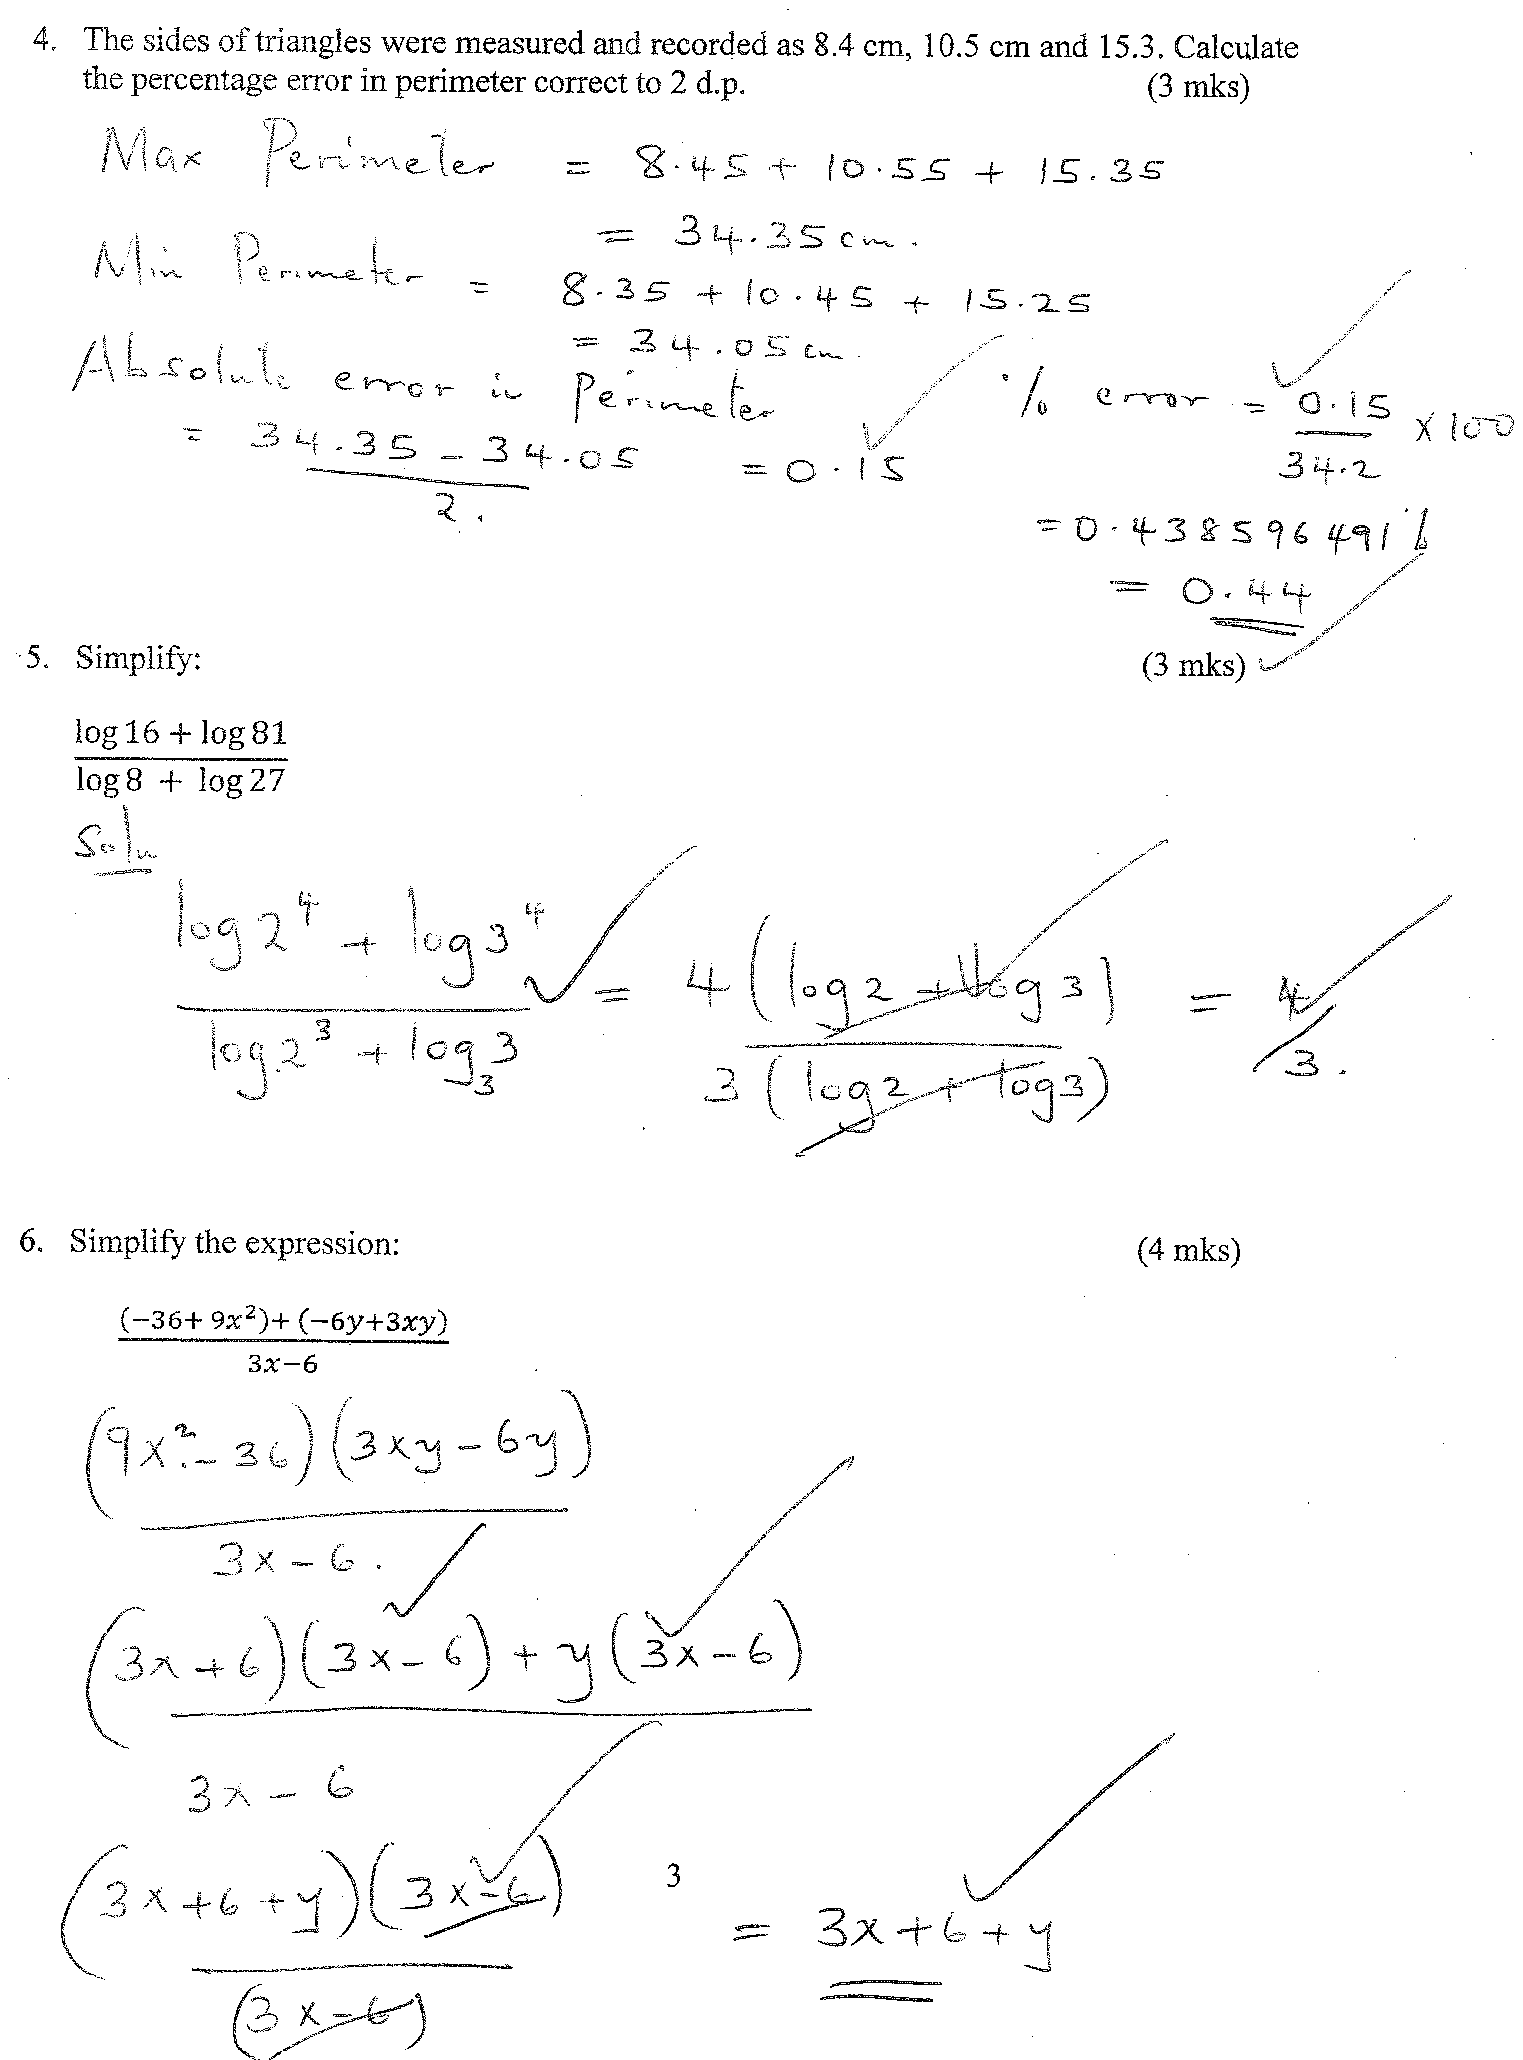 4. The sides of triangles were measured and recorded as 8.4 cm, 10.5 cm and 15.3. Calculate
the percentage error in perimeter correct to 2 d.p. (3 mks)
Max Perimeter = 8.45 + 10.55 + 15.35
= 34.35 cm.
Min Perimeter = 8.35 + 10.45 + 15.25
= 34.05 cm.
Absolute error in Perimeter
= 34.35 - 34.05 = 0.15
2.
% error = 0.15 x 100
34.2
= 0.438596491%
= 0.44
5. Simplify: (3 mks)
log 16 + log 81
log 8 + log 27
Soln
log 2⁴ + log 3⁴ = 4(log 2 + log 3) = 4
log 2³ + log 3³ 3(log 2 + log 3) 3.
6. Simplify the expression: (4 mks)
(−36+ 9x²)+ (−6y+3xy)
3x−6
(9x² - 36)(3xy - 6y)
3x - 6.
(3x + 6)(3x - 6) + y(3x - 6)
3x - 6
(3x + 6 + y)(3x - 6)
3
= 3x + 6 + y
(3x - 6)